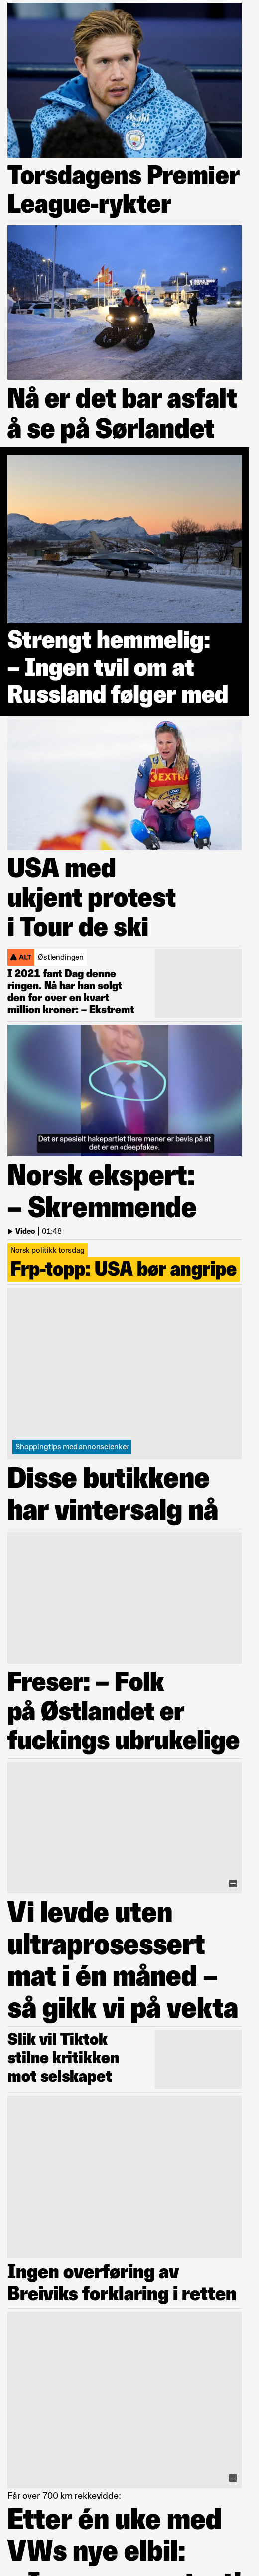 Torsdagens Premier
League-rykter
Nå er det bar asfalt
å se på Sørlandet
Strengt hemmelig:
– Ingen tvil om at
Russland følger med
EXTRA
USA med
ukjent protest
i Tour de ski
ALT Østlendingen
I 2021 fant Dag denne
ringen. Nå har han solgt
den for over en kvart
million kroner: – Ekstremt
Det er spesielt hakepartiet flere mener er bevis på at
det er en «deepfake».
Norsk ekspert:
– Skremmende
Video | 01:48
Norsk politikk torsdag
Frp-topp: USA bør angripe
Shoppingtips med annonselenker
Disse butikkene
har vintersalg nå
Freser: – Folk
på Østlandet er
fuckings ubrukelige
Vi levde uten
ultraprosessert
mat i én måned –
så gikk vi på vekta
Slik vil Tiktok
stilne kritikken
mot selskapet
Ingen overføring av
Breiviks forklaring i retten
Får over 700 km rekkevidde:
Etter én uke med
VWs nye elbil: